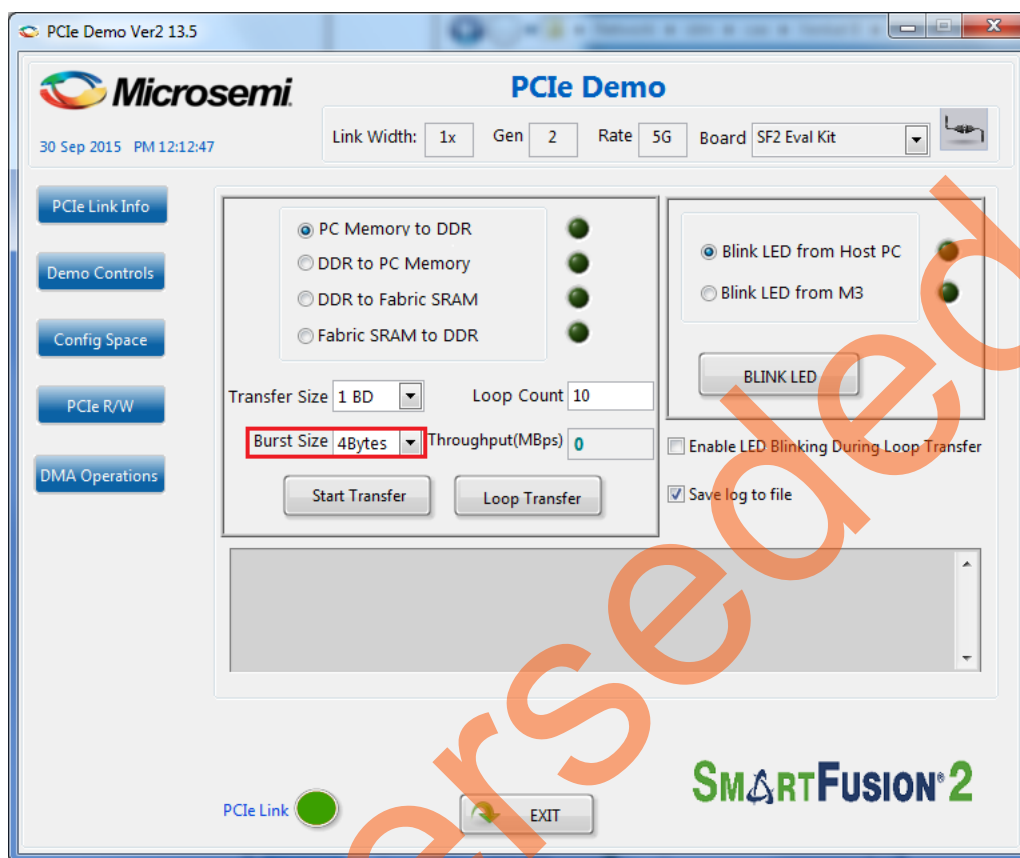 PCIe Demo Ver2 13.5
Microsemi.
PCIe Demo
30 Sep 2015 PM 12:12:47
Link Width: 1x Gen 2 Rate 5G Board SF2 Eval Kit
PCIe Link Info
Demo Controls
Config Space
PCIe R/W
DMA Operations
PC Memory to DDR
DDR to PC Memory
DDR to Fabric SRAM
Fabric SRAM to DDR
Transfer Size 1 BD Loop Count 10
Burst Size 4Bytes Throughput(MBps) 0
Start Transfer Loop Transfer
Blink LED from Host PC
Blink LED from M3
BLINK LED
Enable LED Blinking During Loop Transfer
Save log to file
PCIe Link
EXIT
SMARTFUSION®2
erseded